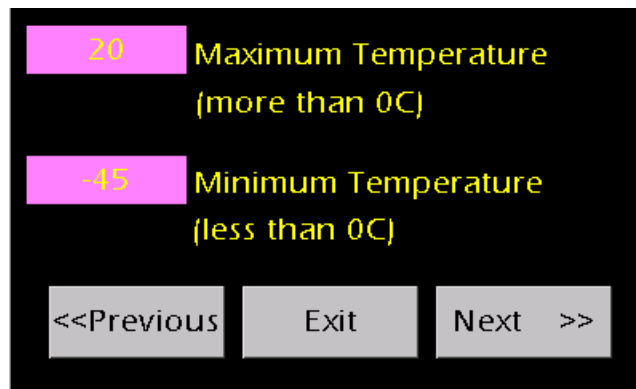 20 Maximum Temperature
(more than 0C)
-45 Minimum Temperature
(less than 0C)
<<Previous Exit Next >>